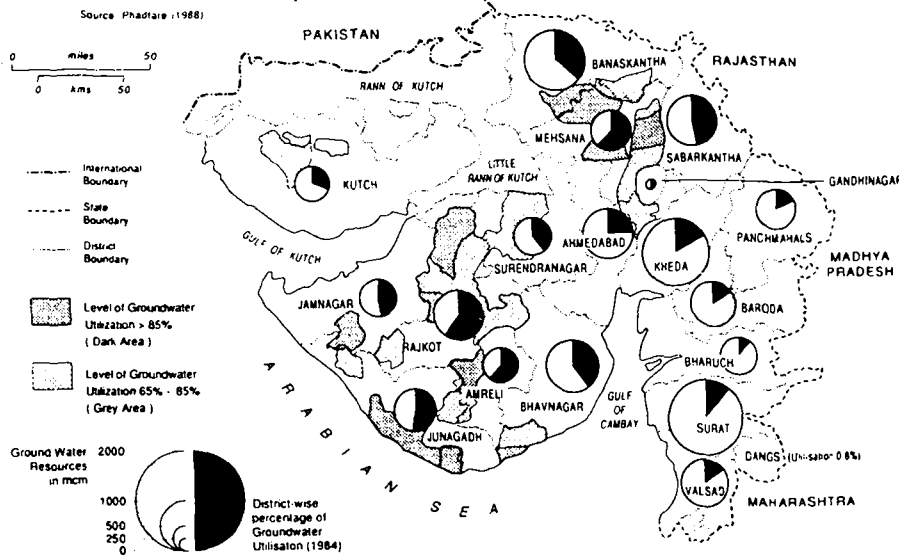 Source Phadtare (1988)
0 miles 50
0 kms 50
International
Boundary
State
Boundary
District
Boundary
Level of Groundwater
Utilization > 85%
( Dark Area )
Level of Groundwater
Utilization 65% - 85%
( Grey Area )
Ground Water
Resources
in mcm
2000
1000
500
250
0
District-wise
percentage of
Groundwater
Utilisaton (1984)
PAKISTAN
RANN OF KUTCH
BANASKANTHA
RAJASTHAN
MEHSANA
SABARKANTHA
LITTLE
RANN OF KUTCH
KUTCH
GANDHINAGAR
PANCHMAHALS
GULF OF KUTCH
SURENDRANAGAR
AHMEDABAD
KHEDA
MADHYA
PRADESH
JAMNAGAR
BARODA
RAJKOT
BHARUCH
AMRELI
BHAVNAGAR
GULF
OF
CAMBAY
JUNAGADH
SURAT
DANGS (Utilisation 0.8%)
VALSAD
MAHARASHTRA
ARABIAN SEA